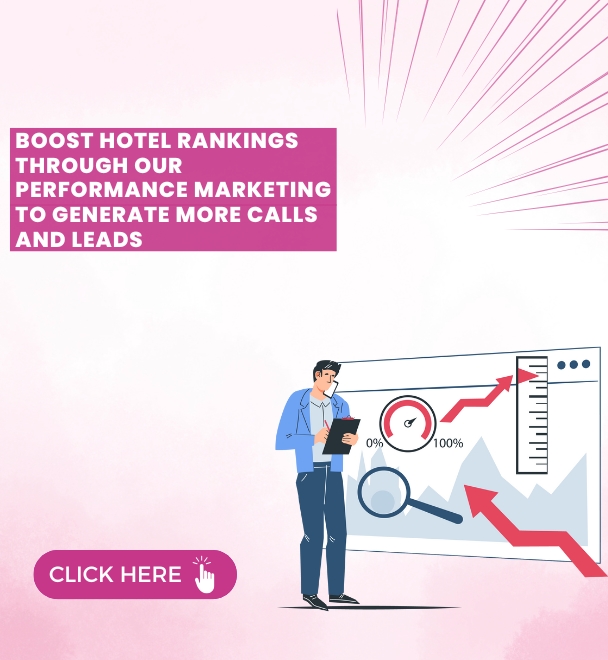 BOOST HOTEL RANKINGS
THROUGH OUR
PERFORMANCE MARKETING
TO GENERATE MORE CALLS
AND LEADS
0% 100%
CLICK HERE